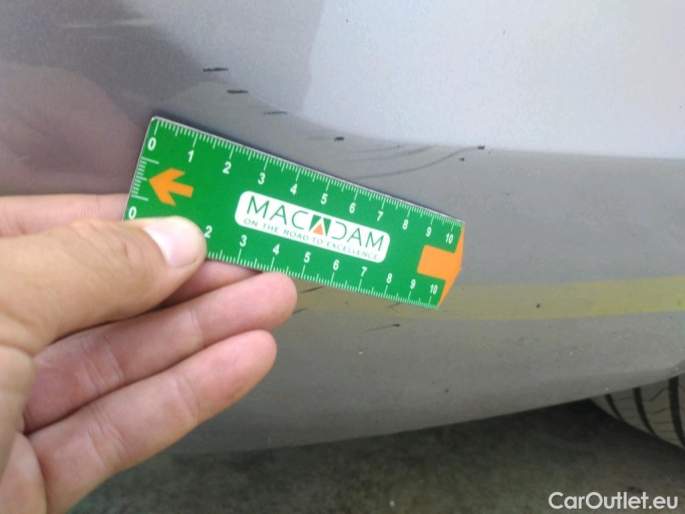 0 1 2 3 4 5 6 7 8 9 10
MACADAM
ON THE ROAD TO EXCELLENCE
0 2 3 4 5 6 7 8 9 10
CarOutlet.eu